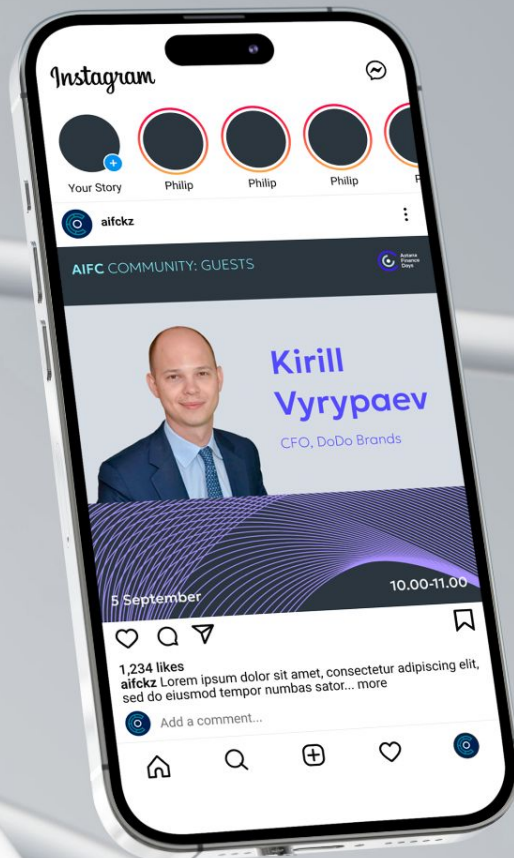 Instagram
Your Story
Philip
Philip
Philip
P
aifckz
AIFC COMMUNITY: GUESTS
Astana
Finance
Days
Kirill
Vyrypaev
CFO, DoDo Brands
5 September
10.00-11.00
1,234 likes
aifckz Lorem ipsum dolor sit amet, consectetur adipiscing elit,
sed do eiusmod tempor numbas sator... more
Add a comment...